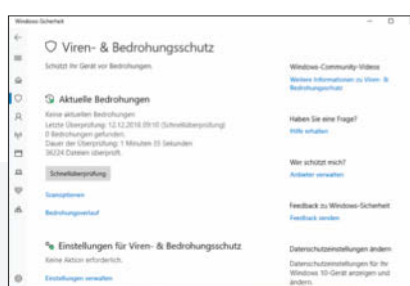 Windows-Sicherheit
Viren- & Bedrohungsschutz
Schützt Ihr Gerät vor Bedrohungen.
Aktuelle Bedrohungen
Keine aktuellen Bedrohungen
Letzte Überprüfung: 12.12.2018 09:10 (Schnellüberprüfung)
0 Bedrohungen gefunden.
Dauer der Überprüfung: 1 Minuten 35 Sekunden
36224 Dateien überprüft.
Schnellüberprüfung
Scanoptionen
Bedrohungsverlauf
Einstellungen für Viren- & Bedrohungsschutz
Keine Aktion erforderlich.
Einstellungen verwalten
Windows-Community-Videos
Weitere Informationen zu Viren- &
Bedrohungsschutz
Haben Sie eine Frage?
Hilfe erhalten
Wer schützt mich?
Anbieter verwalten
Feedback zu Windows-Sicherheit
Feedback senden
Datenschutzeinstellungen ändern
Datenschutzeinstellungen für Ihr
Windows 10-Gerät anzeigen und
ändern.